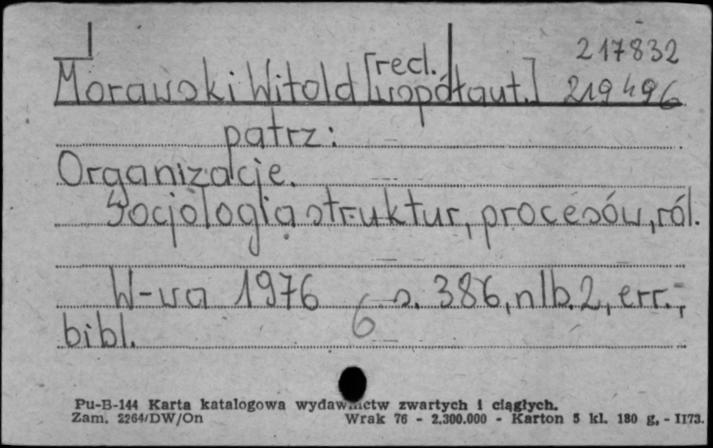 217832
Morawski Witold [recl. współaut.] 219496
patrz:
Organizacje.
Socjologia struktur, procesów, ról.
W-wa 1976 s. 386, nlb. 2, err.,
bibl. 6
Pu-B-144 Karta katalogowa wydawnictw zwartych i ciągłych.
Zam. 2264/DW/On Wrak 76 - 2.300.000 - Karton 5 kl. 180 g. - II73.